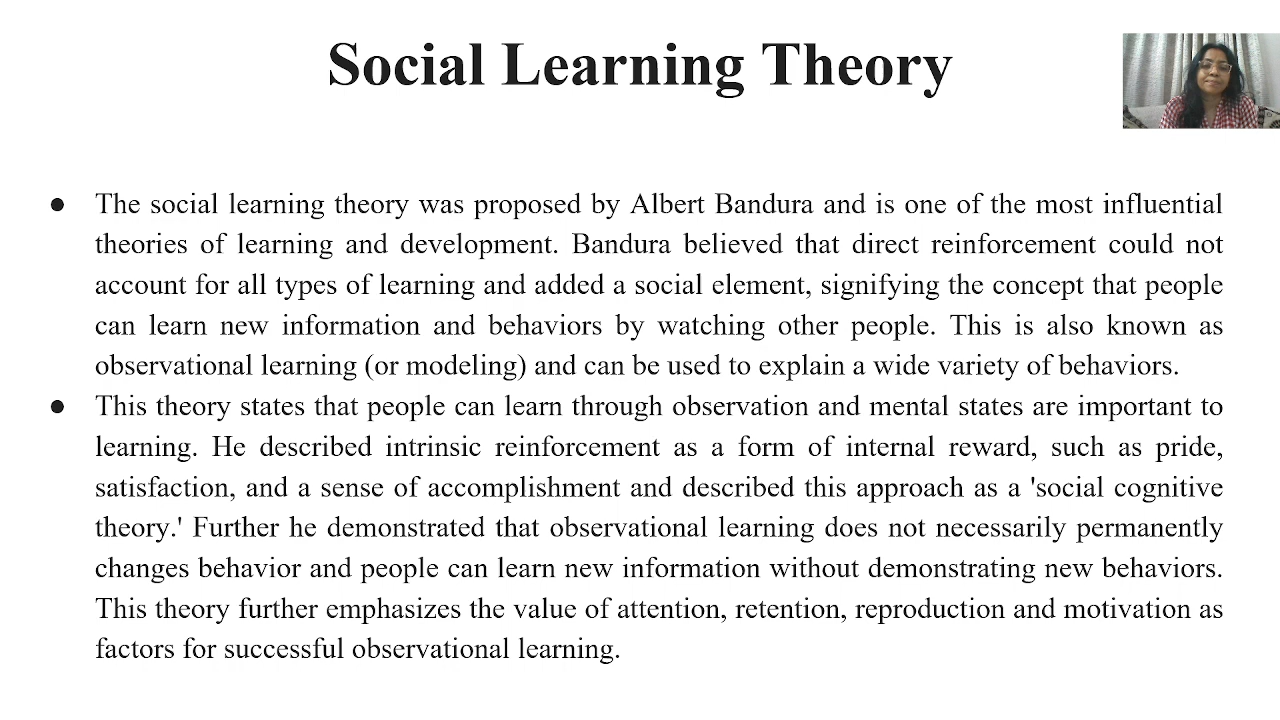 Social Learning Theory
● The social learning theory was proposed by Albert Bandura and is one of the most influential
theories of learning and development. Bandura believed that direct reinforcement could not
account for all types of learning and added a social element, signifying the concept that people
can learn new information and behaviors by watching other people. This is also known as
observational learning (or modeling) and can be used to explain a wide variety of behaviors.
● This theory states that people can learn through observation and mental states are important to
learning. He described intrinsic reinforcement as a form of internal reward, such as pride,
satisfaction, and a sense of accomplishment and described this approach as a 'social cognitive
theory.' Further he demonstrated that observational learning does not necessarily permanently
changes behavior and people can learn new information without demonstrating new behaviors.
This theory further emphasizes the value of attention, retention, reproduction and motivation as
factors for successful observational learning.